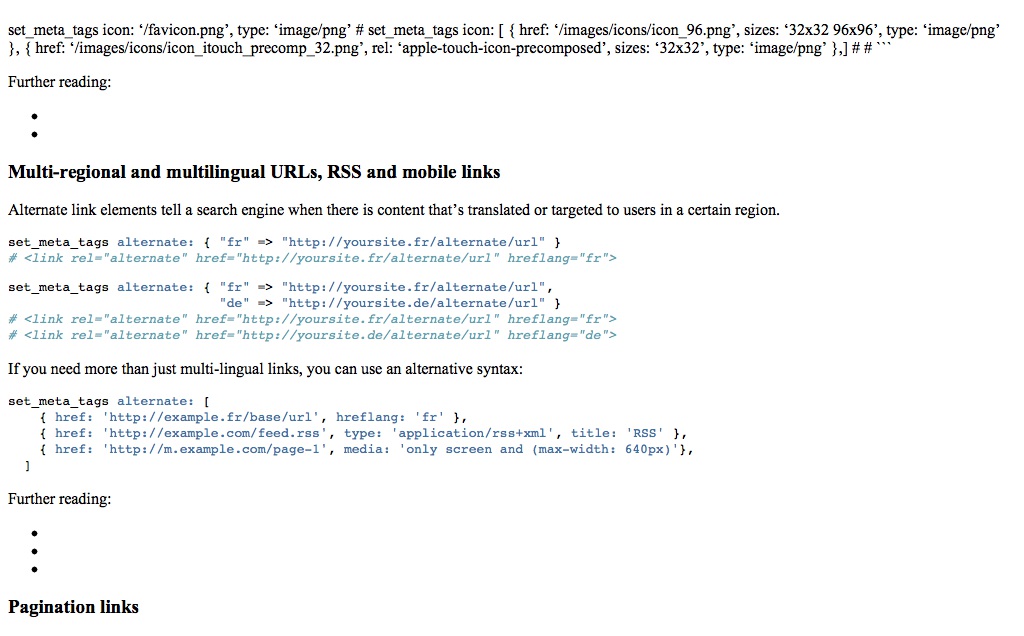 set_meta_tags icon: ‘/favicon.png’, type: ‘image/png’ # set_meta_tags icon: [ { href: ‘/images/icons/icon_96.png’, sizes: ‘32x32 96x96’, type: ‘image/png’
}, { href: ‘/images/icons/icon_itouch_precomp_32.png’, rel: ‘apple-touch-icon-precomposed’, sizes: ‘32x32’, type: ‘image/png’ },] # # ```
Further reading:
Multi-regional and multilingual URLs, RSS and mobile links
Alternate link elements tell a search engine when there is content that’s translated or targeted to users in a certain region.
set_meta_tags alternate: { "fr" => "http://yoursite.fr/alternate/url" }
# <link rel="alternate" href="http://yoursite.fr/alternate/url" hreflang="fr">
set_meta_tags alternate: { "fr" => "http://yoursite.fr/alternate/url",
"de" => "http://yoursite.de/alternate/url" }
# <link rel="alternate" href="http://yoursite.fr/alternate/url" hreflang="fr">
# <link rel="alternate" href="http://yoursite.de/alternate/url" hreflang="de">
If you need more than just multi-lingual links, you can use an alternative syntax:
set_meta_tags alternate: [
{ href: 'http://example.fr/base/url', hreflang: 'fr' },
{ href: 'http://example.com/feed.rss', type: 'application/rss+xml', title: 'RSS' },
{ href: 'http://m.example.com/page-1', media: 'only screen and (max-width: 640px)'},
]
Further reading:
Pagination links